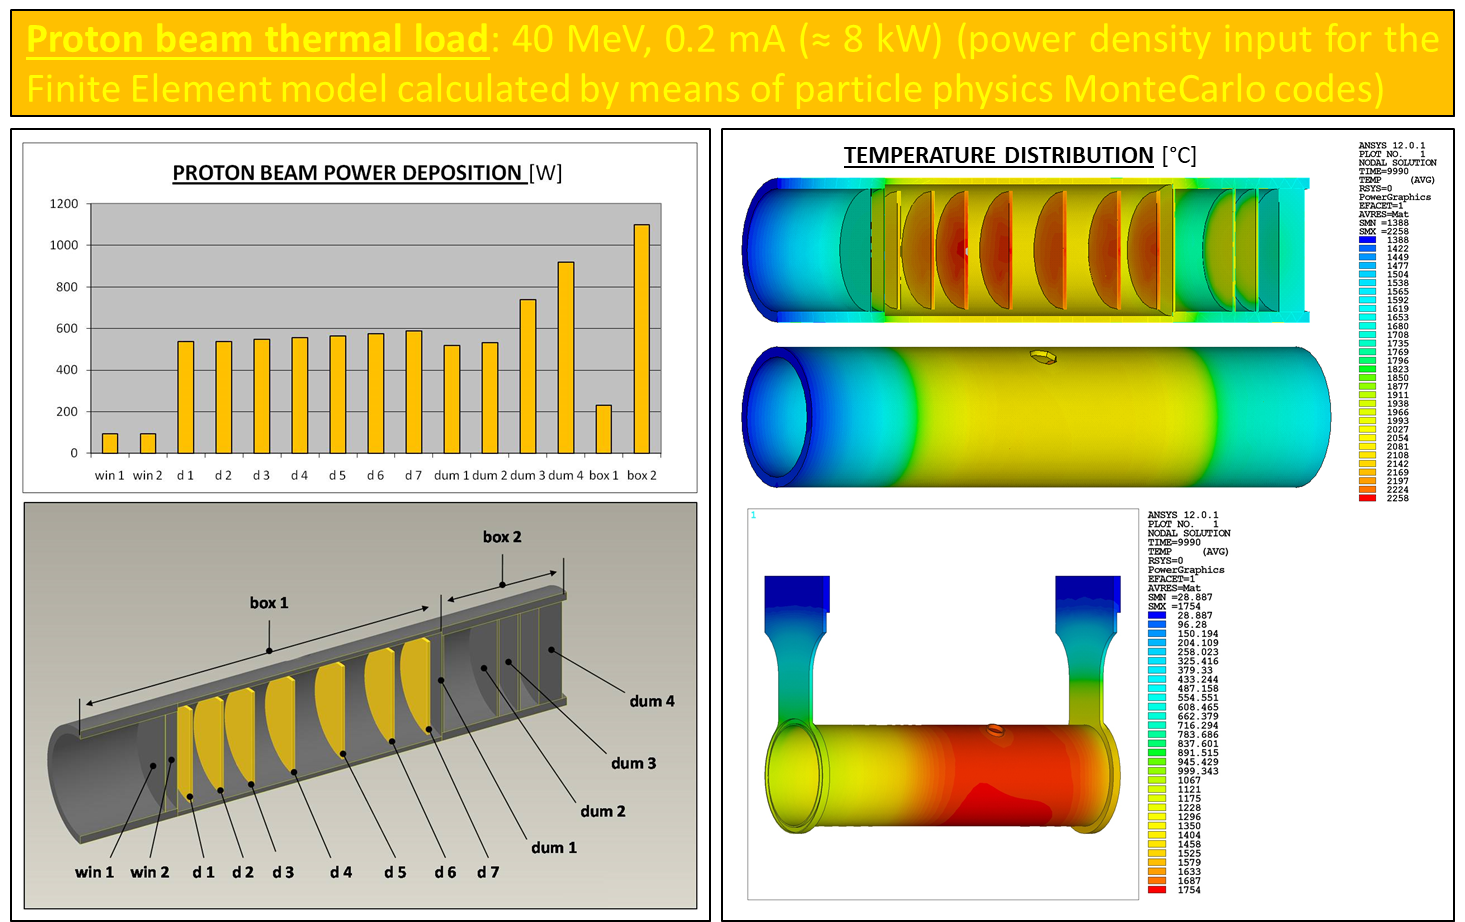 Proton beam thermal load: 40 MeV, 0.2 mA (≈ 8 kW) (power density input for the
Finite Element model calculated by means of particle physics MonteCarlo codes)
PROTON BEAM POWER DEPOSITION [W]
1200
1000
800
600
400
200
0
win 1 win 2 d 1 d 2 d 3 d 4 d 5 d 6 d 7 dum 1 dum 2 dum 3 dum 4 box 1 box 2
box 2
box 1
dum 4
dum 3
dum 2
dum 1
win 1 win 2 d 1 d 2 d 3 d 4 d 5 d 6 d 7
TEMPERATURE DISTRIBUTION [°C]
ANSYS 12.0.1
PLOT NO. 1
NODAL SOLUTION
TIME=9990
TEMP (AVG)
RSYS=0
PowerGraphics
EFACET=1
AVRES=Mat
SMN =1388
SMX =2258
1388
1422
1449
1477
1504
1538
1565
1592
1619
1653
1680
1708
1735
1769
1796
1823
1850
1877
1911
1938
1966
1993
2027
2054
2081
2108
2142
2169
2197
2224
2258
1
ANSYS 12.0.1
PLOT NO. 1
NODAL SOLUTION
TIME=9990
TEMP (AVG)
RSYS=0
PowerGraphics
EFACET=1
AVRES=Mat
SMN =28.887
SMX =1754
28.887
96.28
150.194
204.109
258.023
325.416
379.33
433.244
487.158
554.551
608.465
662.379
716.294
783.686
837.601
891.515
945.429
999.343
1067
1121
1175
1228
1296
1350
1404
1458
1525
1579
1633
1687
1754